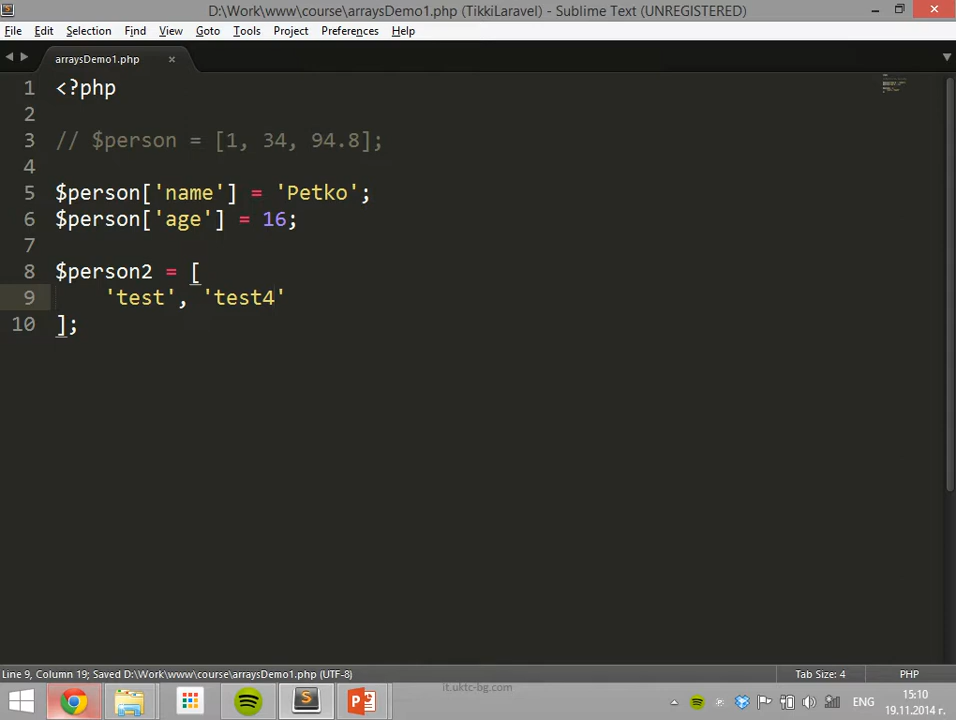 D:\Work\www\course\arraysDemo1.php (TikkiLaravel) - Sublime Text (UNREGISTERED)
File Edit Selection Find View Goto Tools Project Preferences Help
arraysDemo1.php
1 <?php
2
3 // $person = [1, 34, 94.8];
4
5 $person['name'] = 'Petko';
6 $person['age'] = 16;
7
8 $person2 = [
9 'test', 'test4'
10 ];
Line 9, Column 19; Saved D:\Work\www\course\arraysDemo1.php (UTF-8) Tab Size: 4 PHP
it.uktc-bg.com
ENG
15:10
19.11.2014 г.